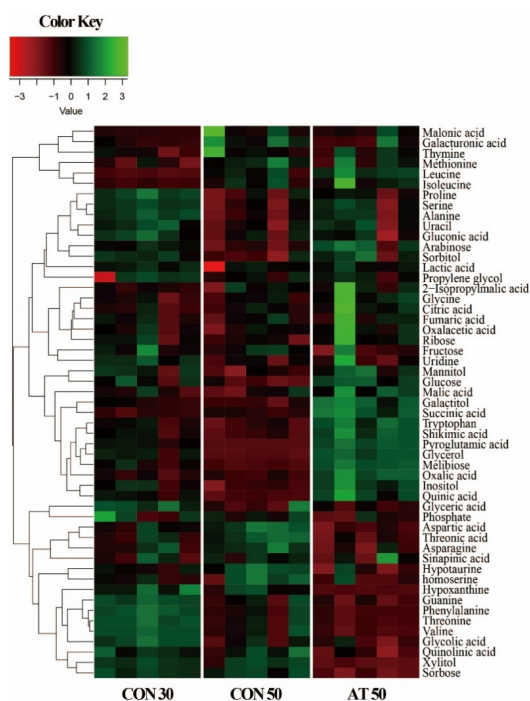 Color Key
−3 −1 0 1 2 3
Value
Malonic acid
Galacturonic acid
Thymine
Methionine
Leucine
Isoleucine
Proline
Serine
Alanine
Uracil
Gluconic acid
Arabinose
Sorbitol
Lactic acid
Propylene glycol
2-Isopropylmalic acid
Glycine
Citric acid
Fumaric acid
Oxalacetic acid
Ribose
Fructose
Uridine
Mannitol
Glucose
Malic acid
Galactitol
Succinic acid
Tryptophan
Shikimic acid
Pyroglutamic acid
Glycerol
Melibiose
Oxalic acid
Inositol
Quinic acid
Glyceric acid
Phosphate
Aspartic acid
Threonic acid
Asparagine
Sinapinic acid
Hypotaurine
homoserine
Hypoxanthine
Guanine
Phenylalanine
Threonine
Valine
Glycolic acid
Quinolinic acid
Xylitol
Sorbose
CON 30 CON 50 AT 50